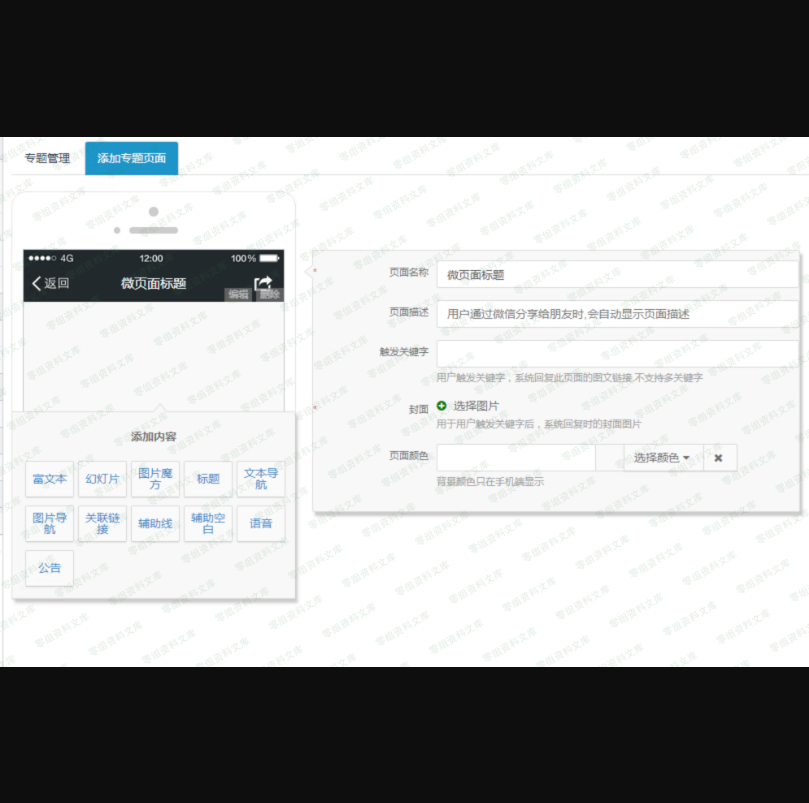 专题管理
添加专题页面
4G
12:00
100%
返回
微页面标题
编辑
删除
添加内容
富文本
幻灯片
图片魔方
标题
文本导航
图片导航
关联链接
辅助线
辅助空白
语音
公告
页面名称
微页面标题
页面描述
用户通过微信分享给朋友时,会自动显示页面描述
触发关键字
用户触发关键字，系统回复此页面的图文链接,不支持多关键字
封面
选择图片
用于用户触发关键字后，系统回复时的封面图片
页面颜色
选择颜色
背景颜色只在手机端显示
零组资料文库